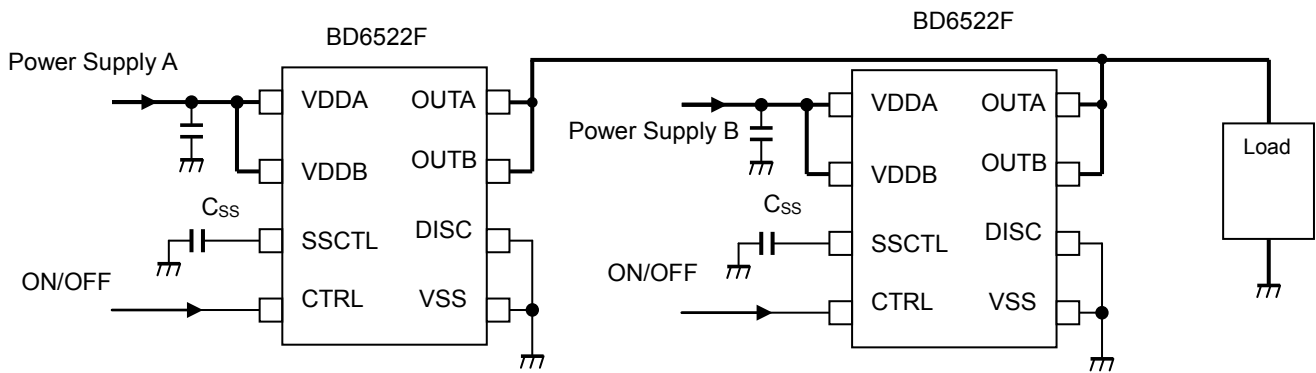 BD6522F
Power Supply A
VDDA
OUTA
VDDB
OUTB
CSS
SSCTL
DISC
ON/OFF
CTRL
VSS
BD6522F
Power Supply B
VDDA
OUTA
VDDB
OUTB
CSS
SSCTL
DISC
ON/OFF
CTRL
VSS
Load